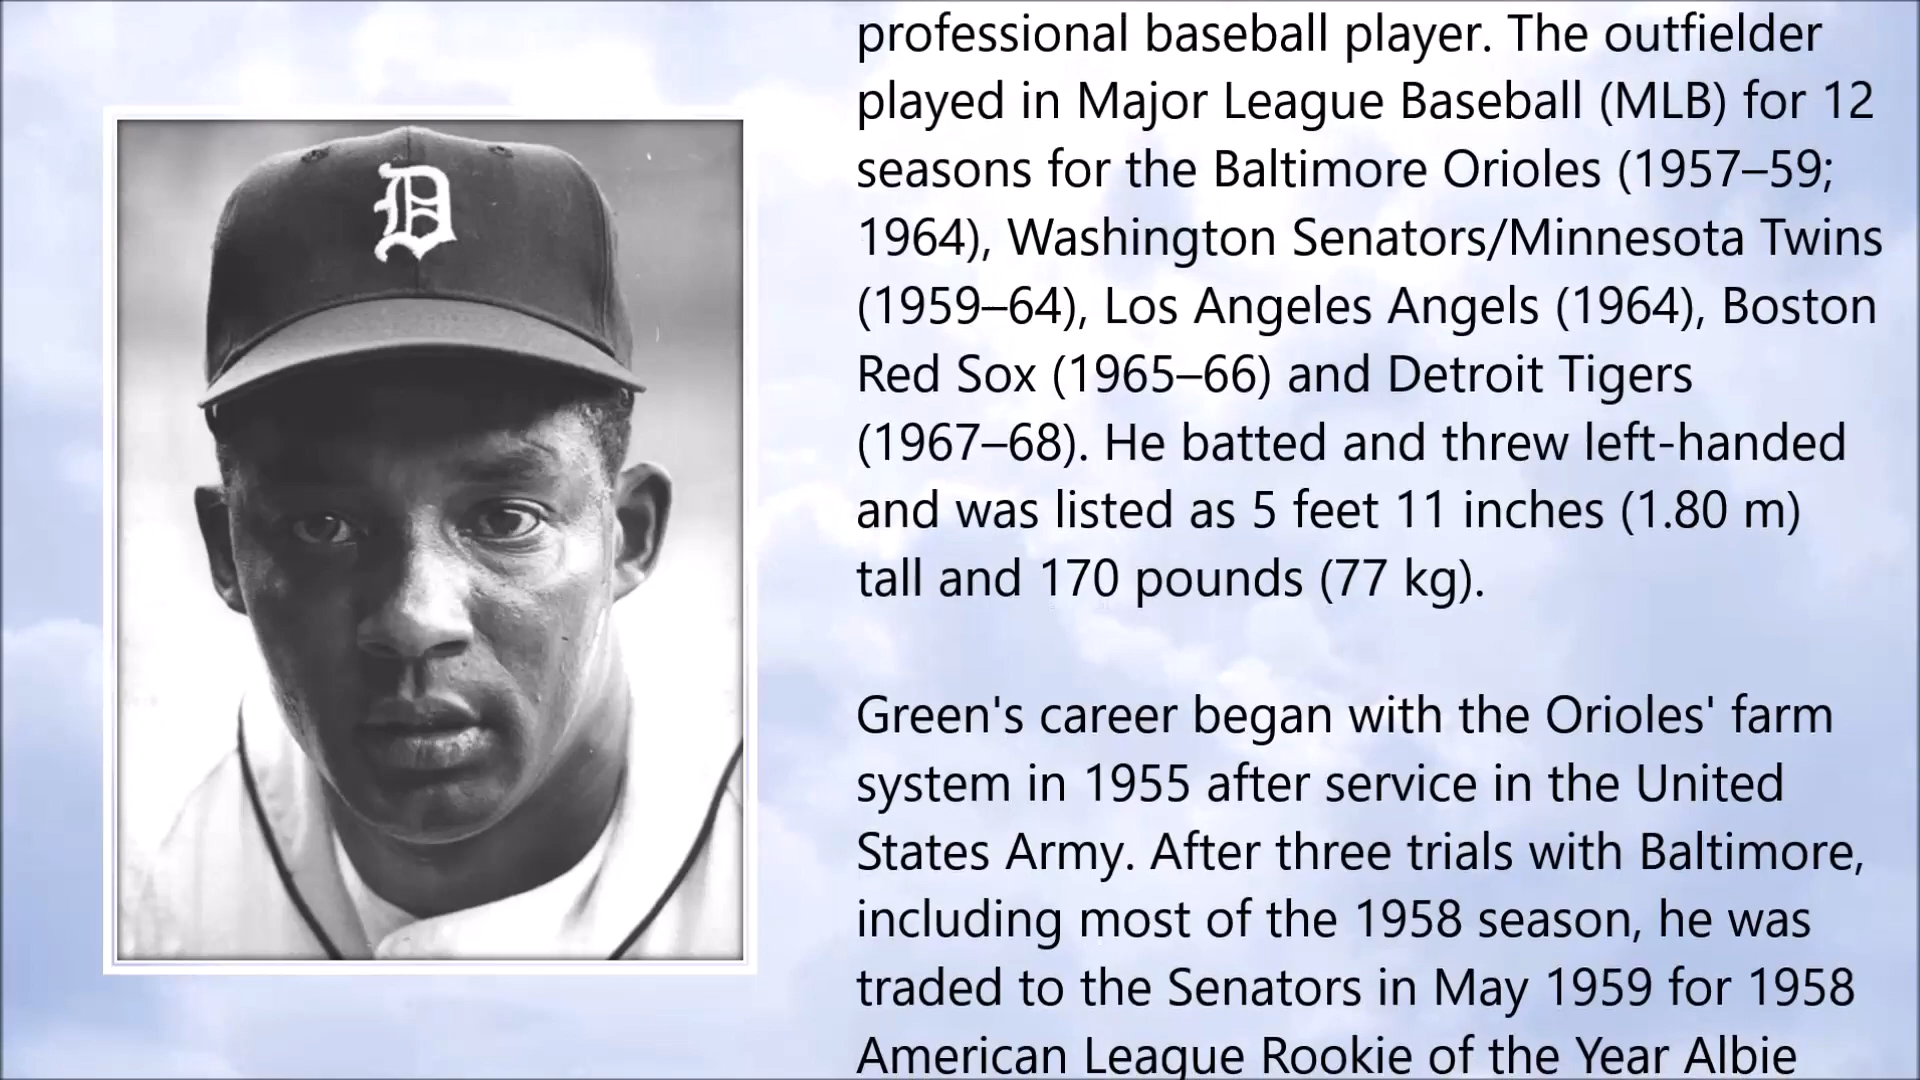 professional baseball player. The outfielder
played in Major League Baseball (MLB) for 12
seasons for the Baltimore Orioles (1957–59;
1964), Washington Senators/Minnesota Twins
(1959–64), Los Angeles Angels (1964), Boston
Red Sox (1965–66) and Detroit Tigers
(1967–68). He batted and threw left-handed
and was listed as 5 feet 11 inches (1.80 m)
tall and 170 pounds (77 kg).
Green's career began with the Orioles' farm
system in 1955 after service in the United
States Army. After three trials with Baltimore,
including most of the 1958 season, he was
traded to the Senators in May 1959 for 1958
American League Rookie of the Year Albie
D